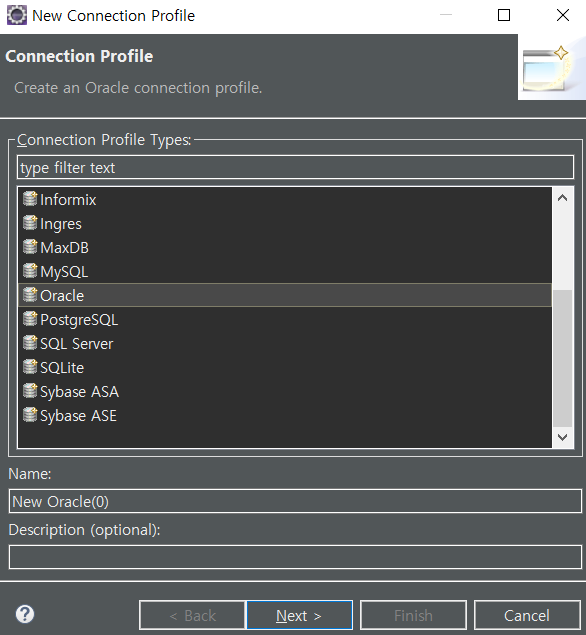 New Connection Profile
Connection Profile
Create an Oracle connection profile.
Connection Profile Types:
type filter text
Informix
Ingres
MaxDB
MySQL
Oracle
PostgreSQL
SQL Server
SQLite
Sybase ASA
Sybase ASE
Name:
New Oracle(0)
Description (optional):
? < Back Next > Finish Cancel